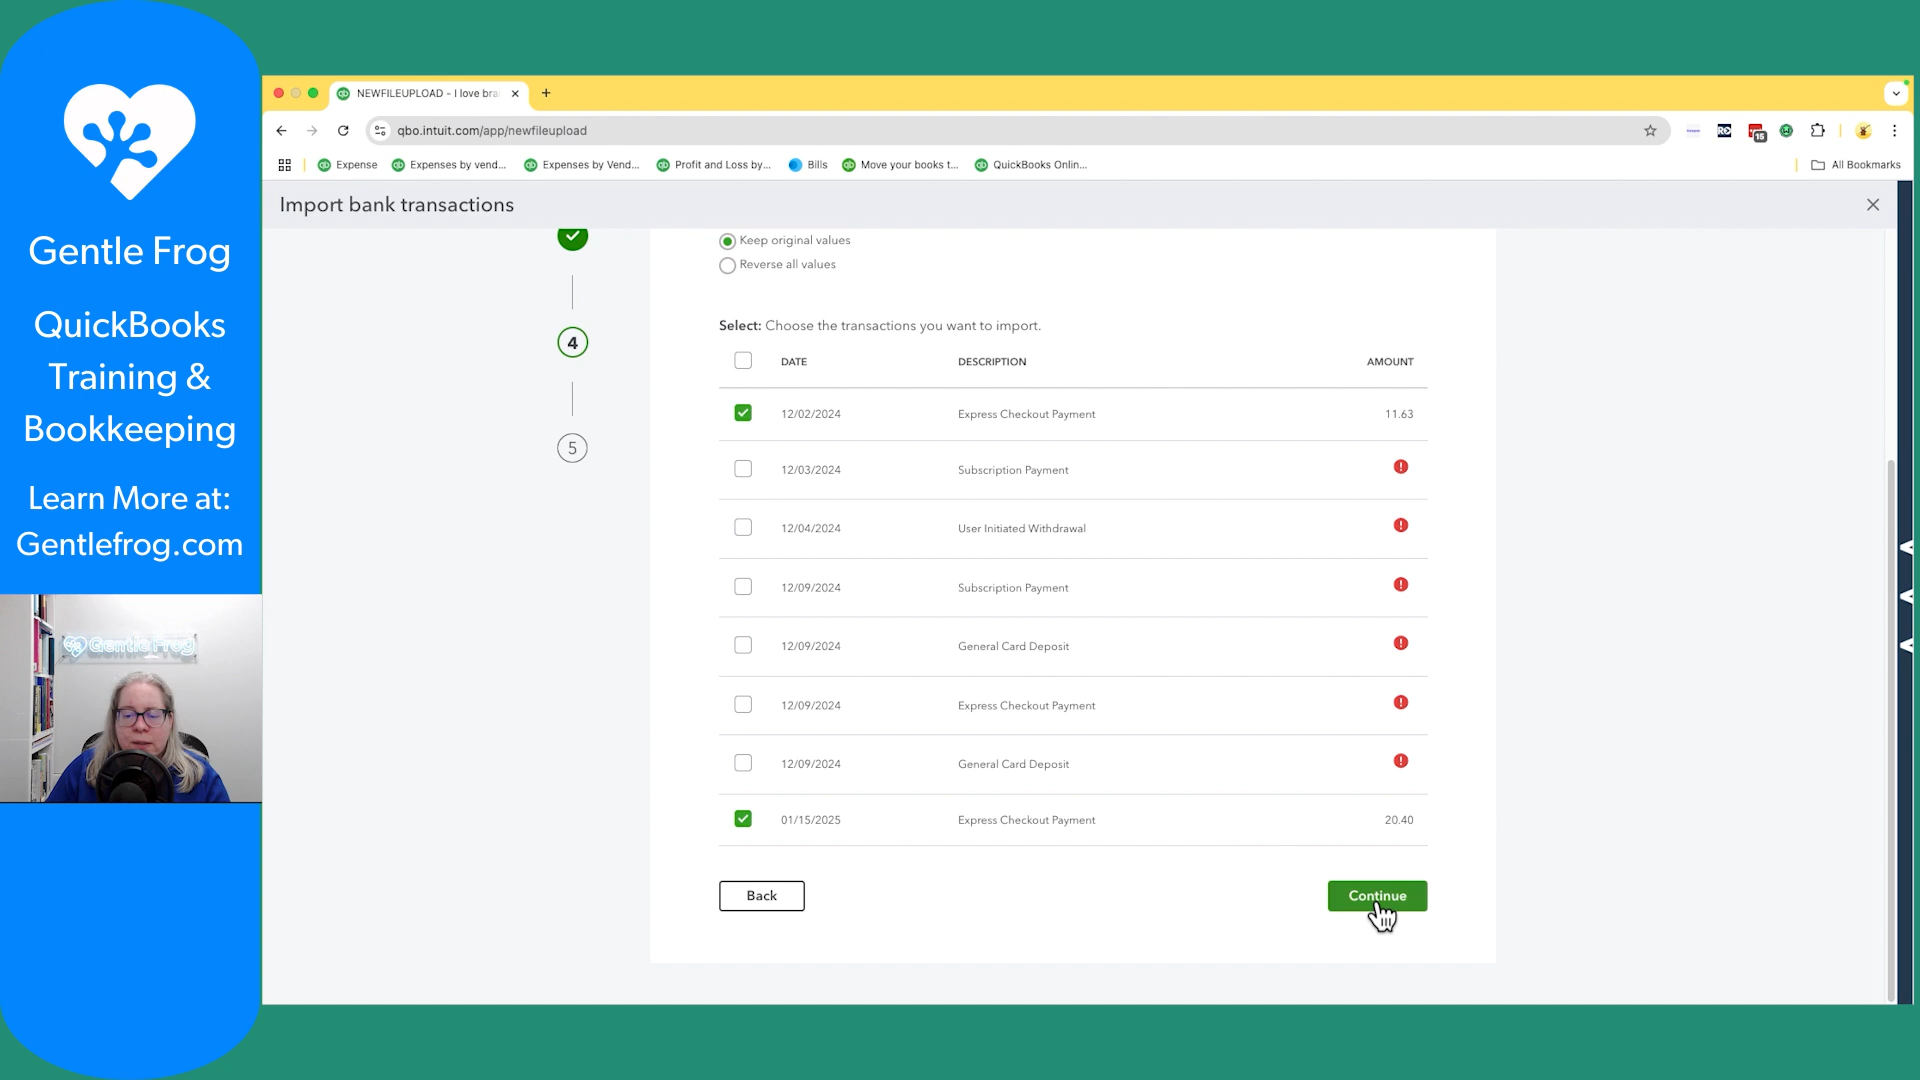 Gentle Frog
QuickBooks
Training &
Bookkeeping
Learn More at:
Gentlefrog.com
Gentle Frog
NEWFILEUPLOAD - I love bra
qbo.intuit.com/app/newfileupload
15
Expense
Expenses by vend...
Expenses by Vend...
Profit and Loss by...
Bills
Move your books t...
QuickBooks Onlin...
All Bookmarks
Import bank transactions
4
5
Keep original values
Reverse all values
Select: Choose the transactions you want to import.
DATE DESCRIPTION AMOUNT
12/02/2024 Express Checkout Payment 11.63
12/03/2024 Subscription Payment
12/04/2024 User Initiated Withdrawal
12/09/2024 Subscription Payment
12/09/2024 General Card Deposit
12/09/2024 Express Checkout Payment
12/09/2024 General Card Deposit
01/15/2025 Express Checkout Payment 20.40
Back
Continue